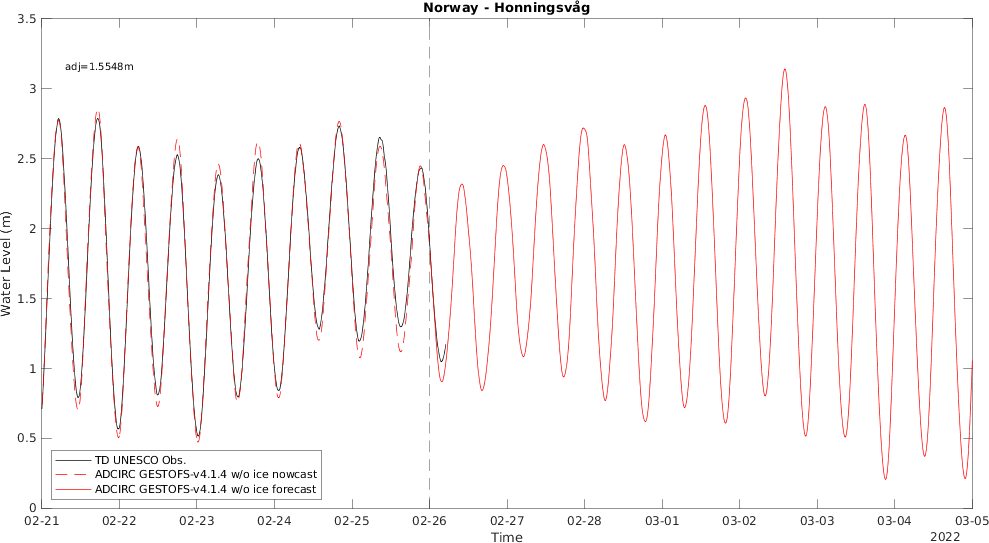 Norway - Honningsvåg
adj=1.5548m
3.5
3
2.5
2
1.5
1
0.5
0
Water Level (m)
TD UNESCO Obs.
ADCIRC GESTOFS-v4.1.4 w/o ice nowcast
ADCIRC GESTOFS-v4.1.4 w/o ice forecast
02-21 02-22 02-23 02-24 02-25 02-26 02-27 02-28 03-01 03-02 03-03 03-04 03-05
Time
2022